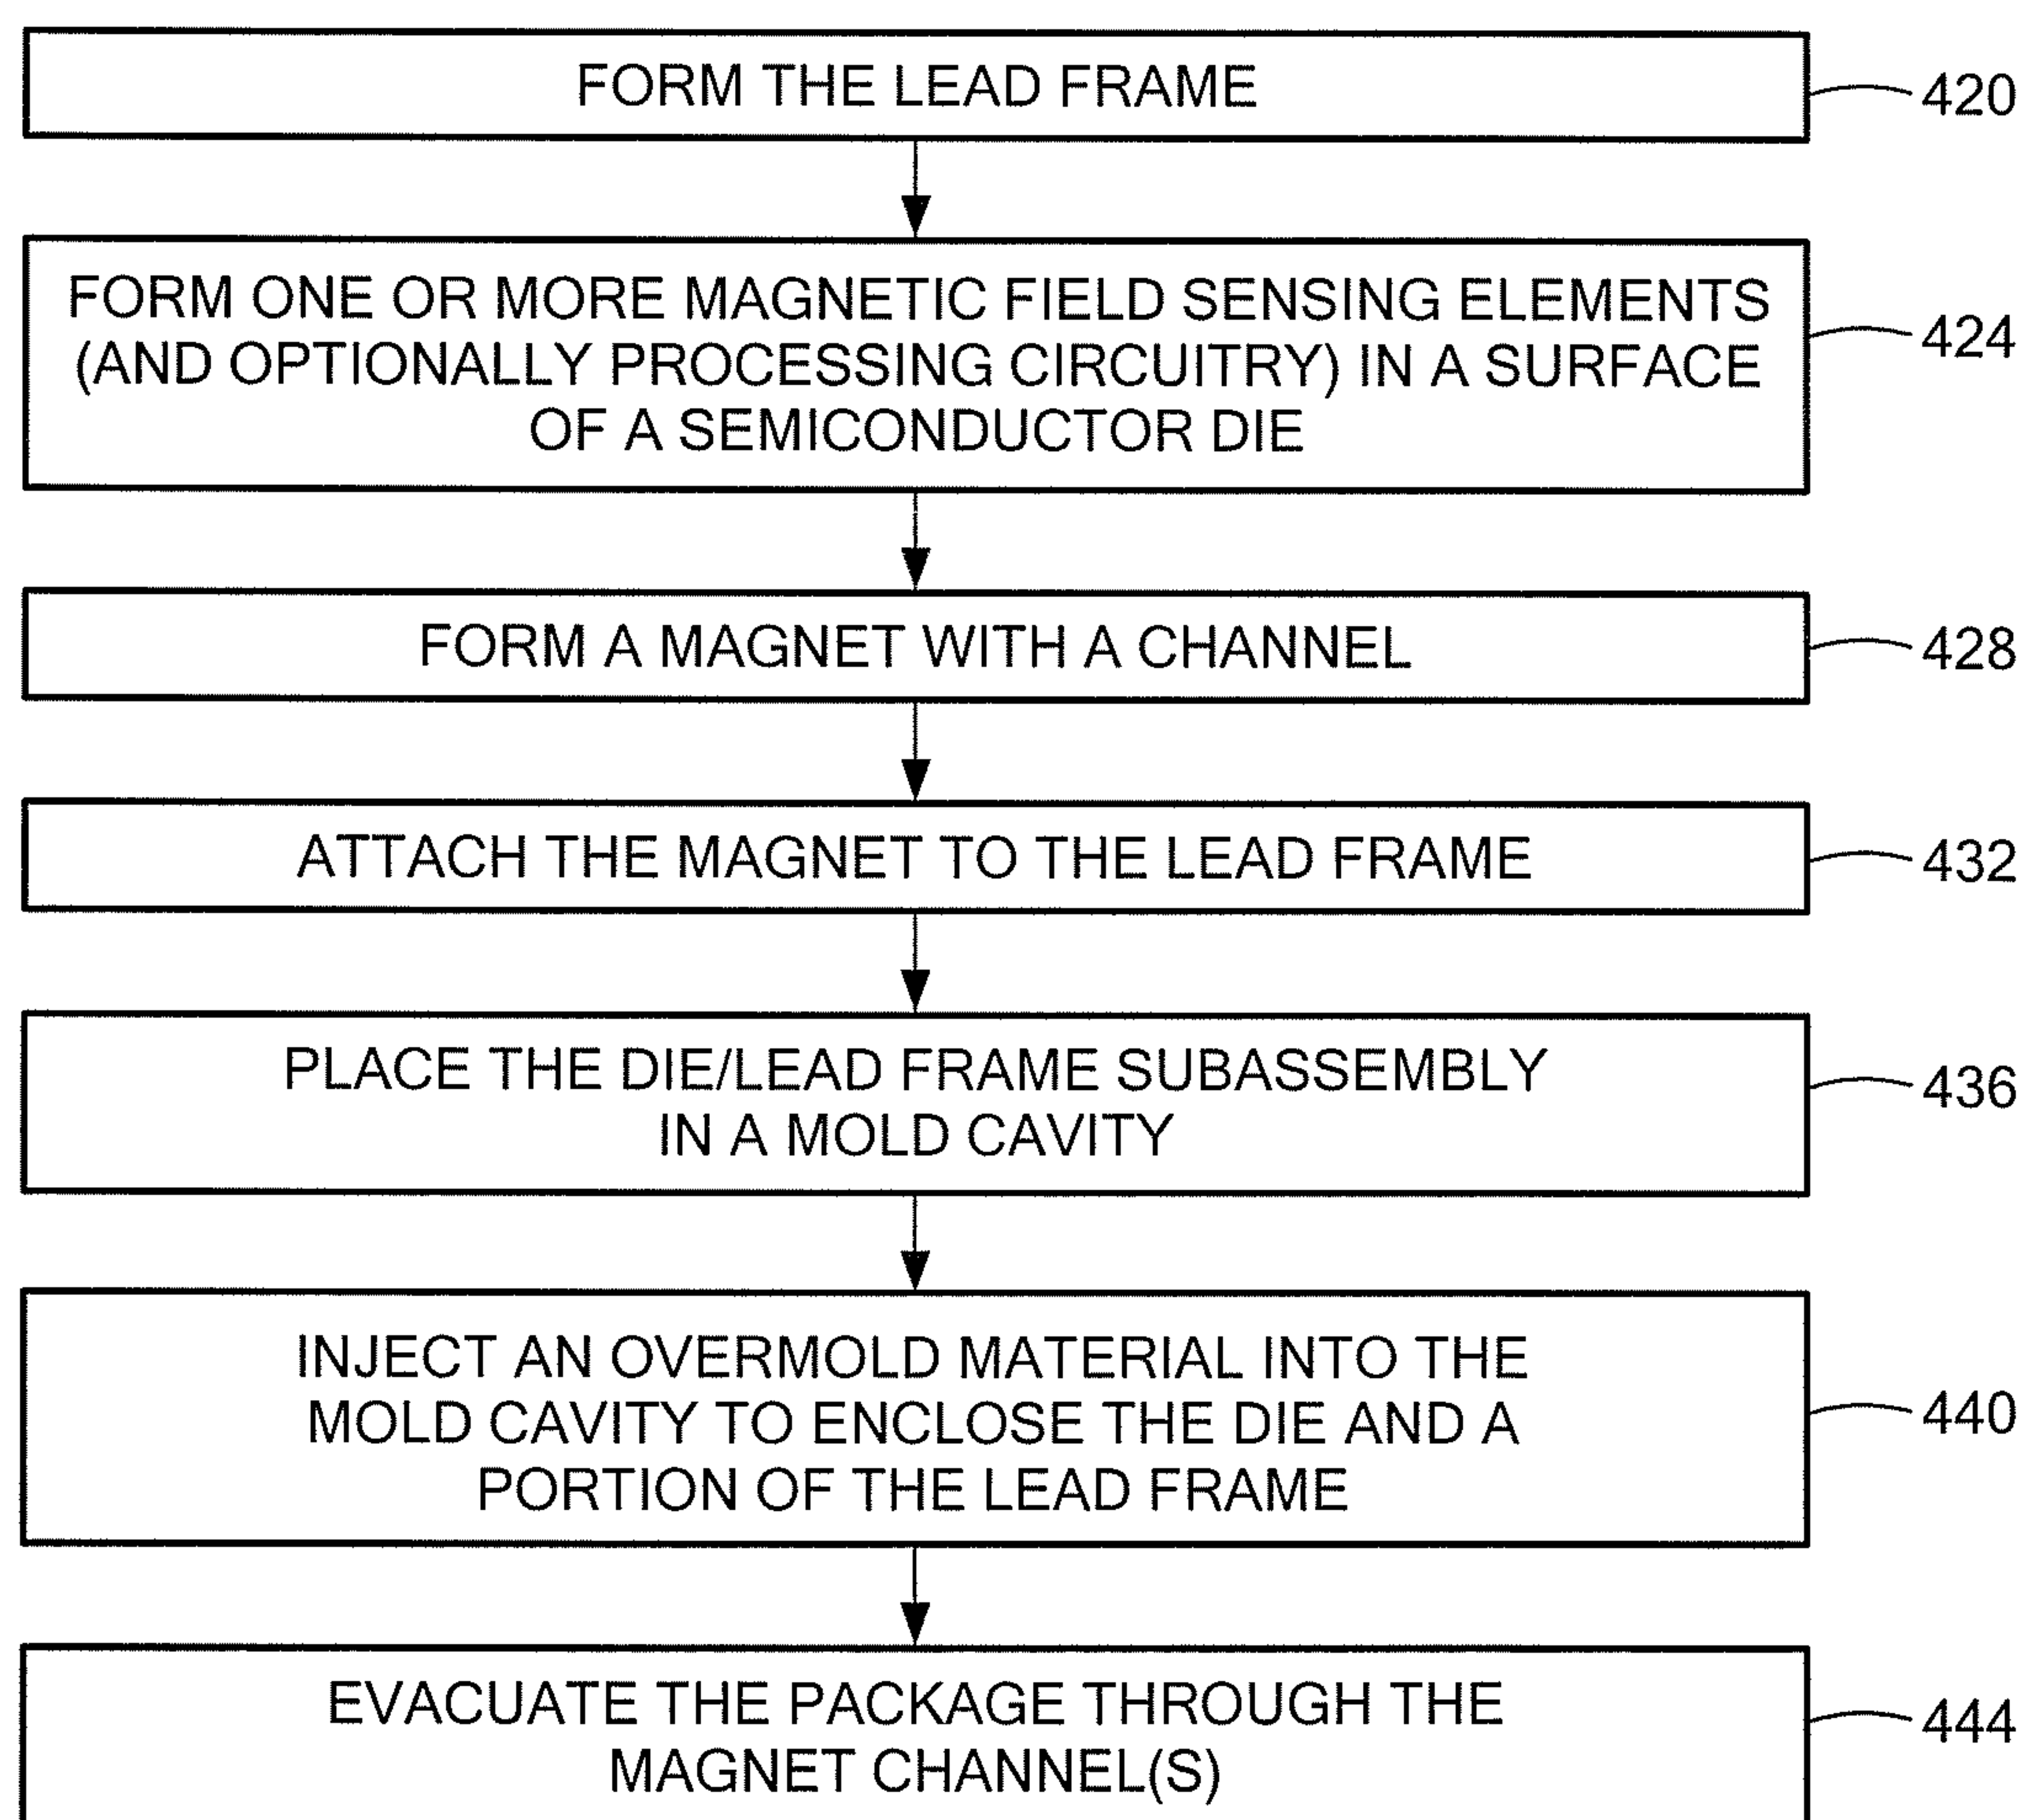 FORM THE LEAD FRAME
420
FORM ONE OR MORE MAGNETIC FIELD SENSING ELEMENTS
(AND OPTIONALLY PROCESSING CIRCUITRY) IN A SURFACE
OF A SEMICONDUCTOR DIE
424
FORM A MAGNET WITH A CHANNEL
428
ATTACH THE MAGNET TO THE LEAD FRAME
432
PLACE THE DIE/LEAD FRAME SUBASSEMBLY
IN A MOLD CAVITY
436
INJECT AN OVERMOLD MATERIAL INTO THE
MOLD CAVITY TO ENCLOSE THE DIE AND A
PORTION OF THE LEAD FRAME
440
EVACUATE THE PACKAGE THROUGH THE
MAGNET CHANNEL(S)
444